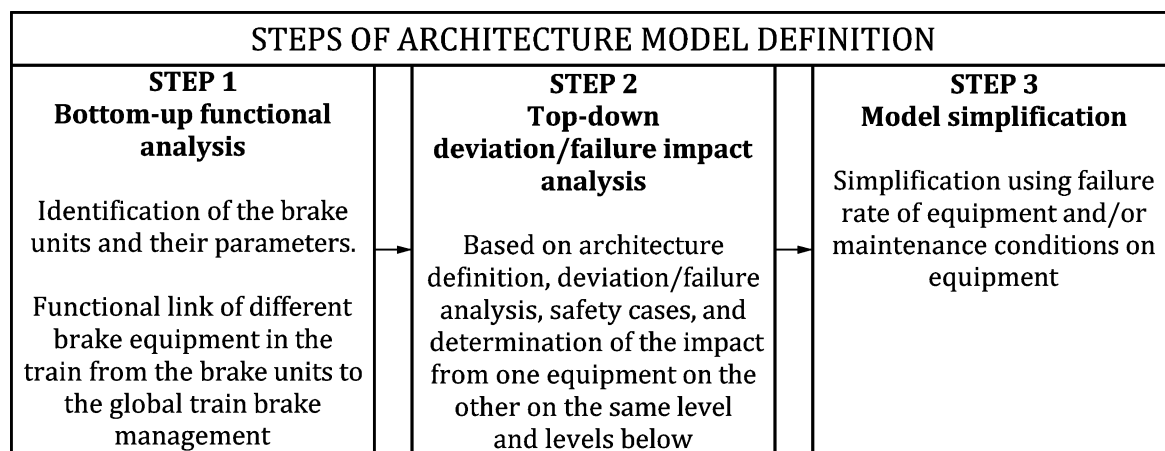 STEPS OF ARCHITECTURE MODEL DEFINITION
STEP 1
Bottom-up functional
analysis
Identification of the brake
units and their parameters.
Functional link of different
brake equipment in the
train from the brake units to
the global train brake
management
STEP 2
Top-down
deviation/failure impact
analysis
Based on architecture
definition, deviation/failure
analysis, safety cases, and
determination of the impact
from one equipment on the
other on the same level
and levels below
STEP 3
Model simplification
Simplification using failure
rate of equipment and/or
maintenance conditions on
equipment